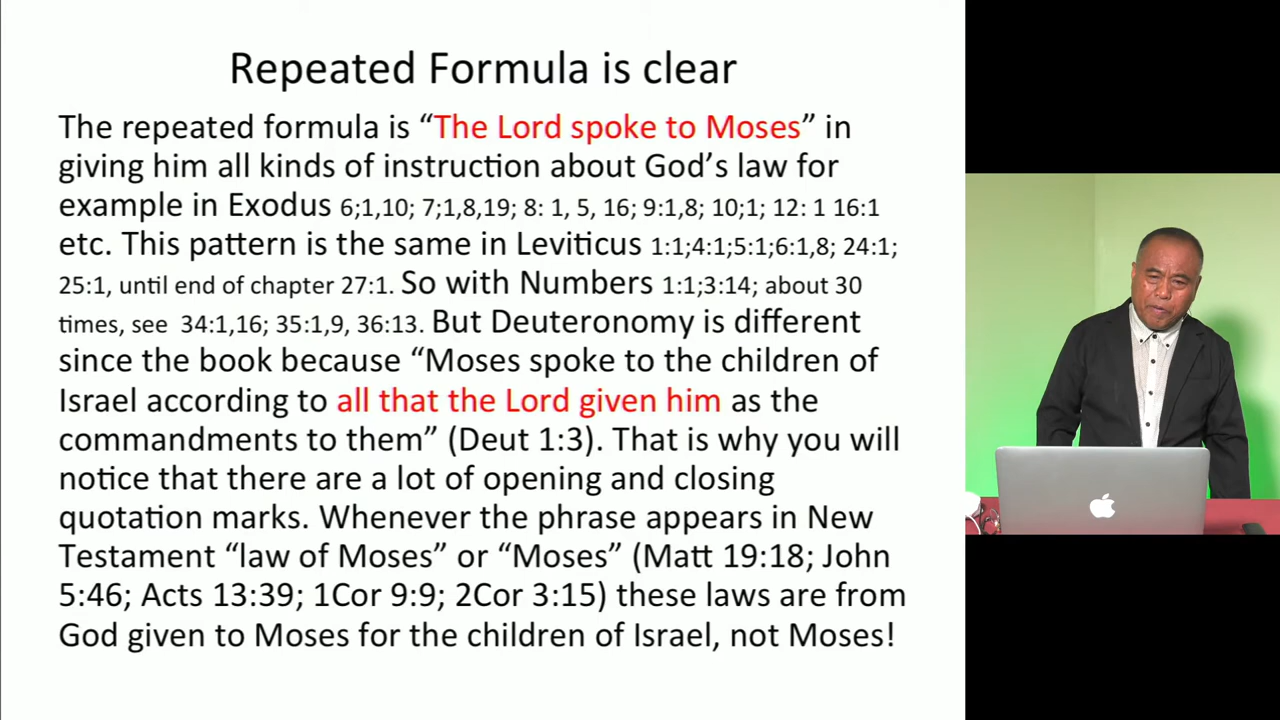 Repeated Formula is clear
The repeated formula is “The Lord spoke to Moses” in
giving him all kinds of instruction about God’s law for
example in Exodus 6;1,10; 7;1,8,19; 8: 1, 5, 16; 9:1,8; 10;1; 12: 1 16:1
etc. This pattern is the same in Leviticus 1:1;4:1;5:1;6:1,8; 24:1;
25:1, until end of chapter 27:1. So with Numbers 1:1;3:14; about 30
times, see 34:1,16; 35:1,9, 36:13. But Deuteronomy is different
since the book because “Moses spoke to the children of
Israel according to all that the Lord given him as the
commandments to them” (Deut 1:3). That is why you will
notice that there are a lot of opening and closing
quotation marks. Whenever the phrase appears in New
Testament “law of Moses” or “Moses” (Matt 19:18; John
5:46; Acts 13:39; 1Cor 9:9; 2Cor 3:15) these laws are from
God given to Moses for the children of Israel, not Moses!